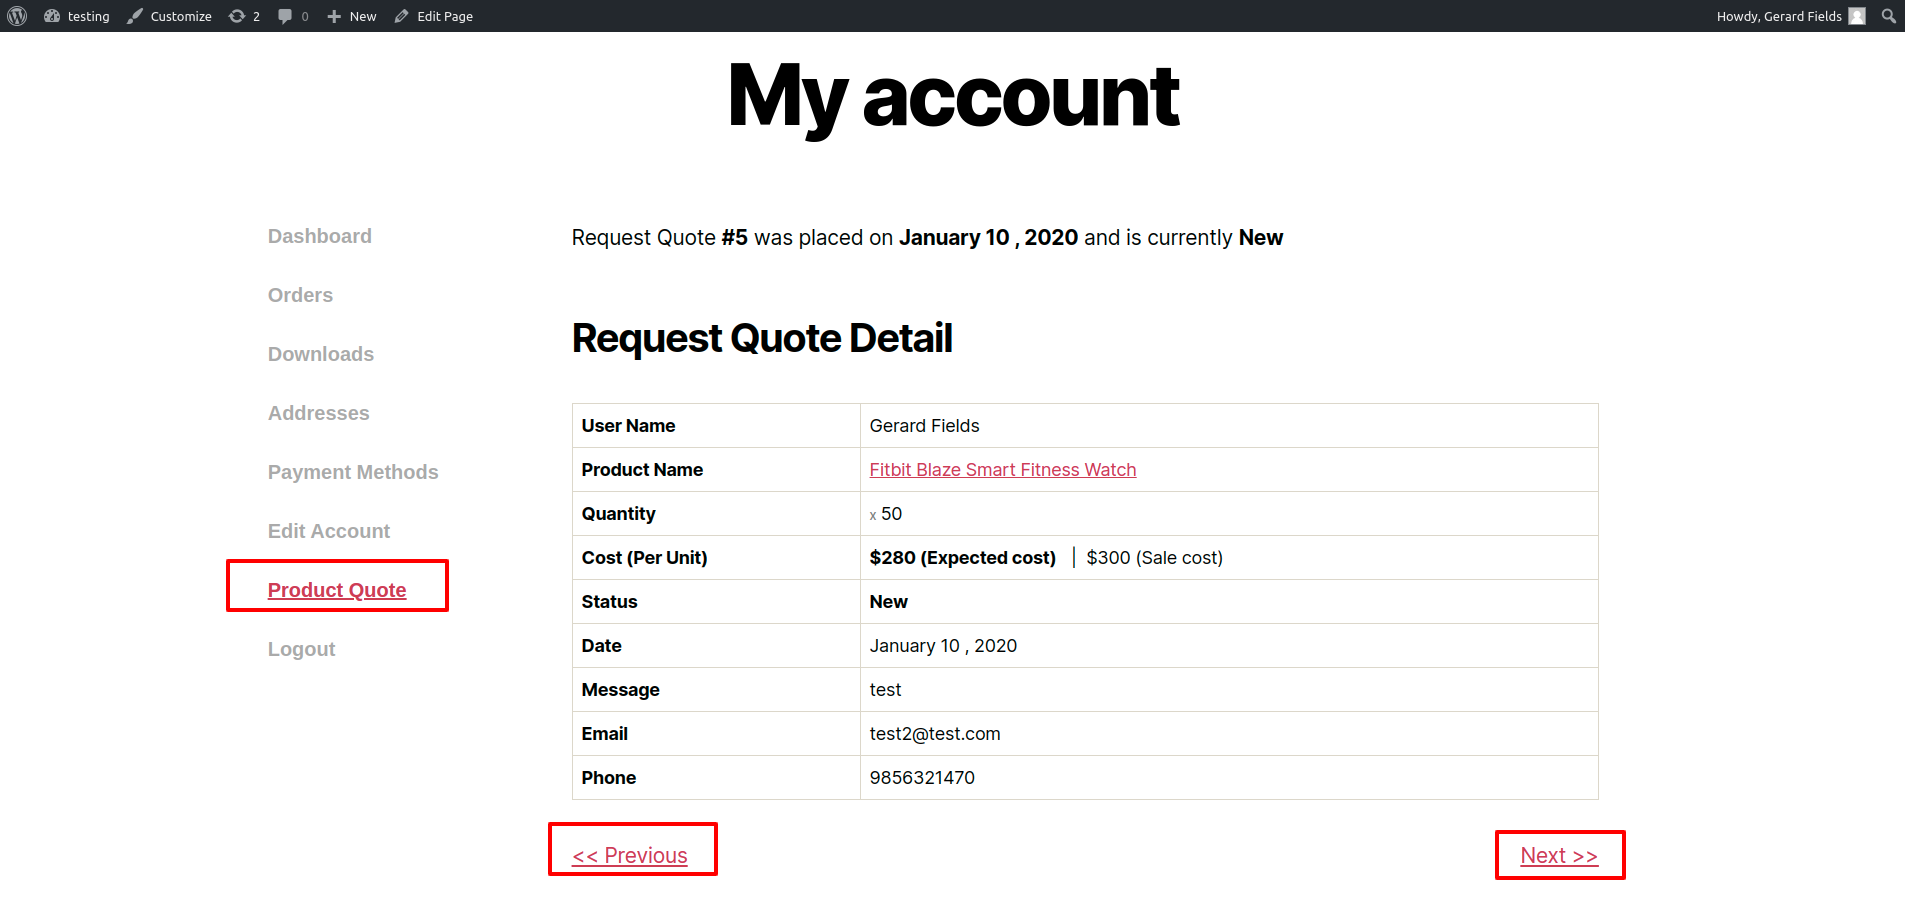 testing Customize 2 0 New Edit Page Howdy, Gerard Fields
My account
Dashboard
Orders
Downloads
Addresses
Payment Methods
Edit Account
Product Quote
Logout
Request Quote #5 was placed on January 10 , 2020 and is currently New
Request Quote Detail
User Name Gerard Fields
Product Name Fitbit Blaze Smart Fitness Watch
Quantity x 50
Cost (Per Unit) $280 (Expected cost) | $300 (Sale cost)
Status New
Date January 10 , 2020
Message test
Email test2@test.com
Phone 9856321470
<< Previous Next >>